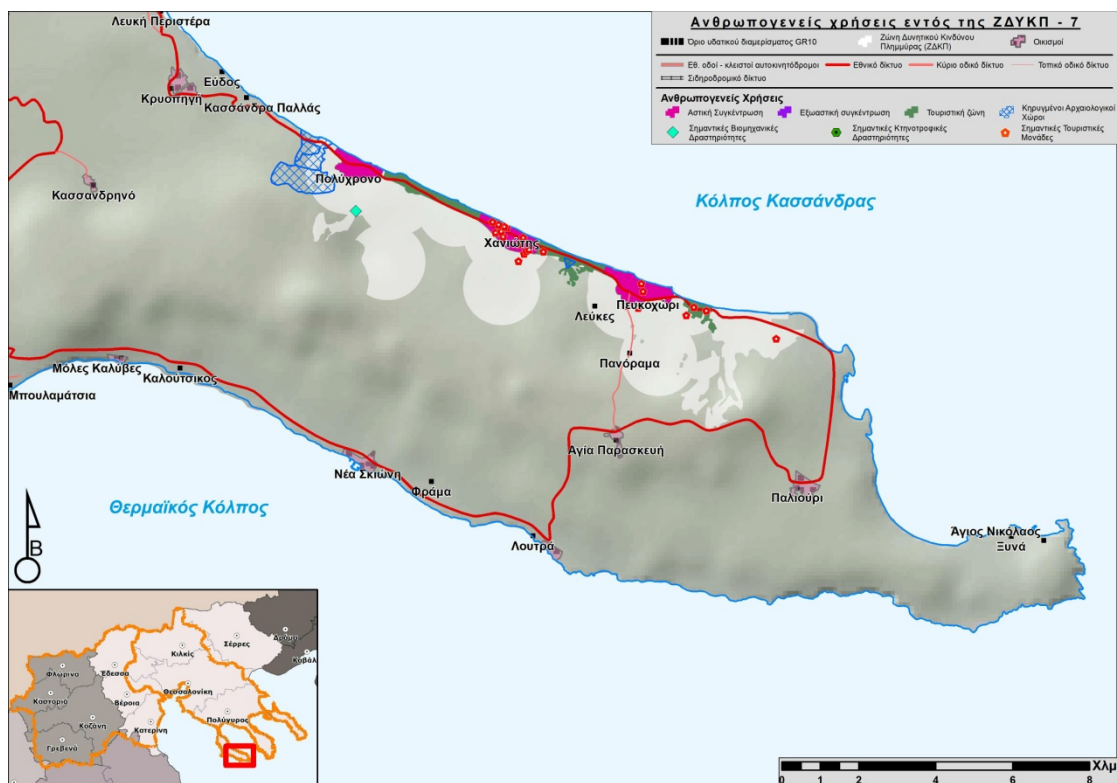 Ανθρωπογενείς χρήσεις εντός της ΖΔΥΚΠ - 7
Όριο υδατικού διαμερίσματος GR10
Ζώνη Δυνητικού Κινδύνου
Πλημμύρας (ΖΔΚΠ)
Οικισμοί
Εθ. οδοί - κλειστοί αυτοκινητόδρομοι
Εθνικό δίκτυο
Κύριο οδικό δίκτυο
Τοπικό οδικό δίκτυο
Σιδηροδρομικό δίκτυο
Ανθρωπογενείς Χρήσεις
Αστική Συγκέντρωση
Εξωαστική συγκέντρωση
Τουριστική ζώνη
Κηρυγμένοι Αρχαιολογικοί
Χώροι
Σημαντικές Βιομηχανικές
Δραστηριότητες
Σημαντικές Κτηνοτροφικές
Δραστηριότητες
Σημαντικές Τουριστικές
Μονάδες
Λευκή Περιστέρα
Εύδος
Κρυοπηγή
Κασσάνδρα Παλλάς
Κασσανδρηνό
Πολύχρονο
Κόλπος Κασσάνδρας
Χανιώτης
Πευκοχώρι
Λεύκες
Πανόραμα
Μόλες Καλύβες
Καλούτσικος
Μπουλαμάτσια
Αγία Παρασκευή
Νέα Σκιώνη
Φράμα
Παλιούρι
Θερμαϊκός Κόλπος
Λουτρά
Άγιος Νικόλαος
Ξυνά
Β
Δράμα
Σέρρες
Κιλκίς
Καβάλ
Φλώρινα
Έδεσσα
Θεσσαλονίκη
Καστοριά
Βέροια
Πολύγυρος
Κοζάνη
Κατερίνη
Γρεβενά
Χλμ
0 1 2 4 6 8